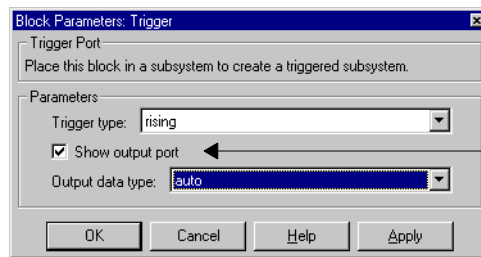 Block Parameters: Trigger
Trigger Port
Place this block in a subsystem to create a triggered subsystem.
Parameters
Trigger type: rising
Show output port
Output data type: auto
OK Cancel Help Apply